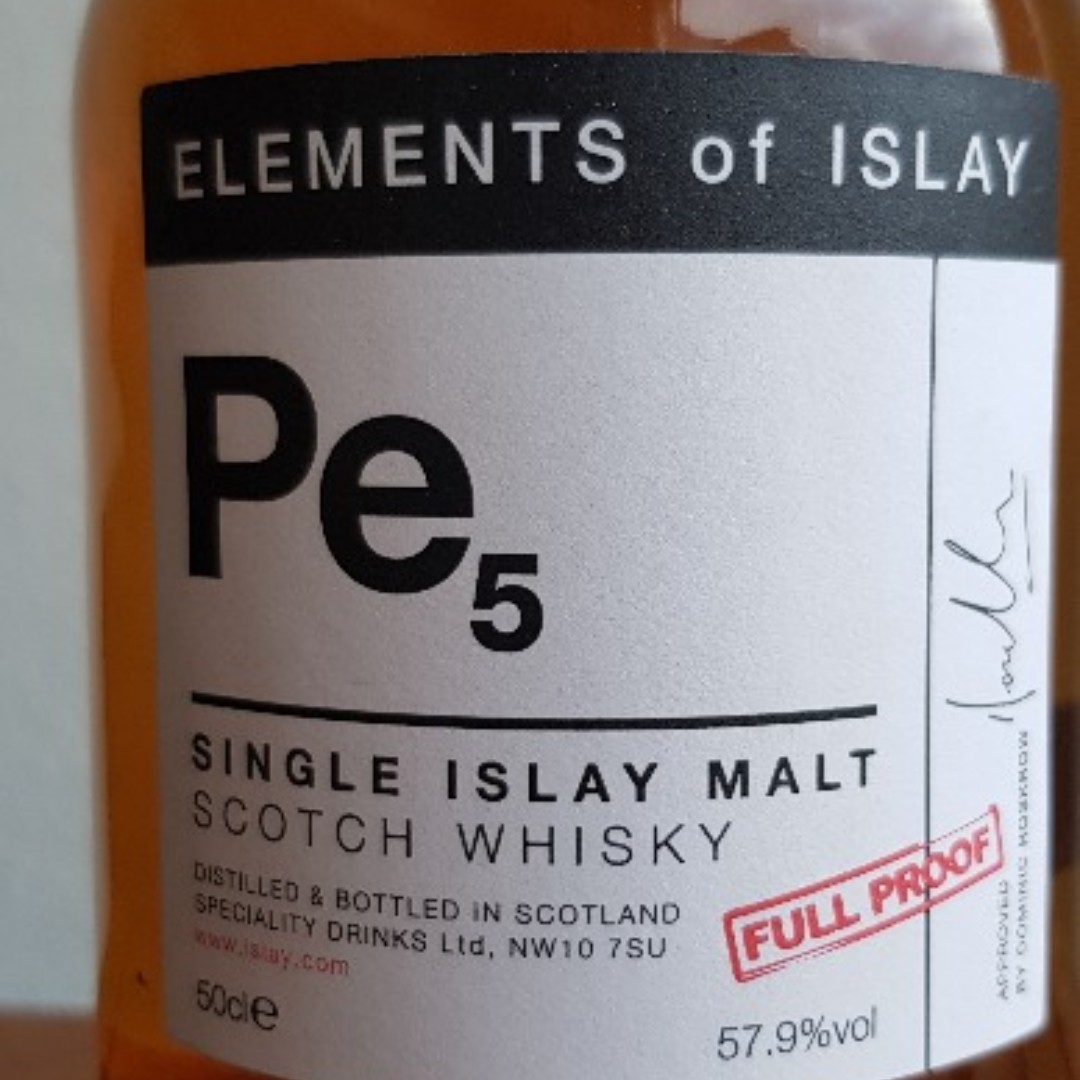 ELEMENTS of ISLAY
Pe5
SINGLE ISLAY MALT
SCOTCH WHISKY
DISTILLED & BOTTLED IN SCOTLAND
SPECIALITY DRINKS Ltd, NW10 7SU
www.islay.com
50cl℮
57.9%vol
FULL PROOF
APPROVED
BY DOMINIC ROSKROW